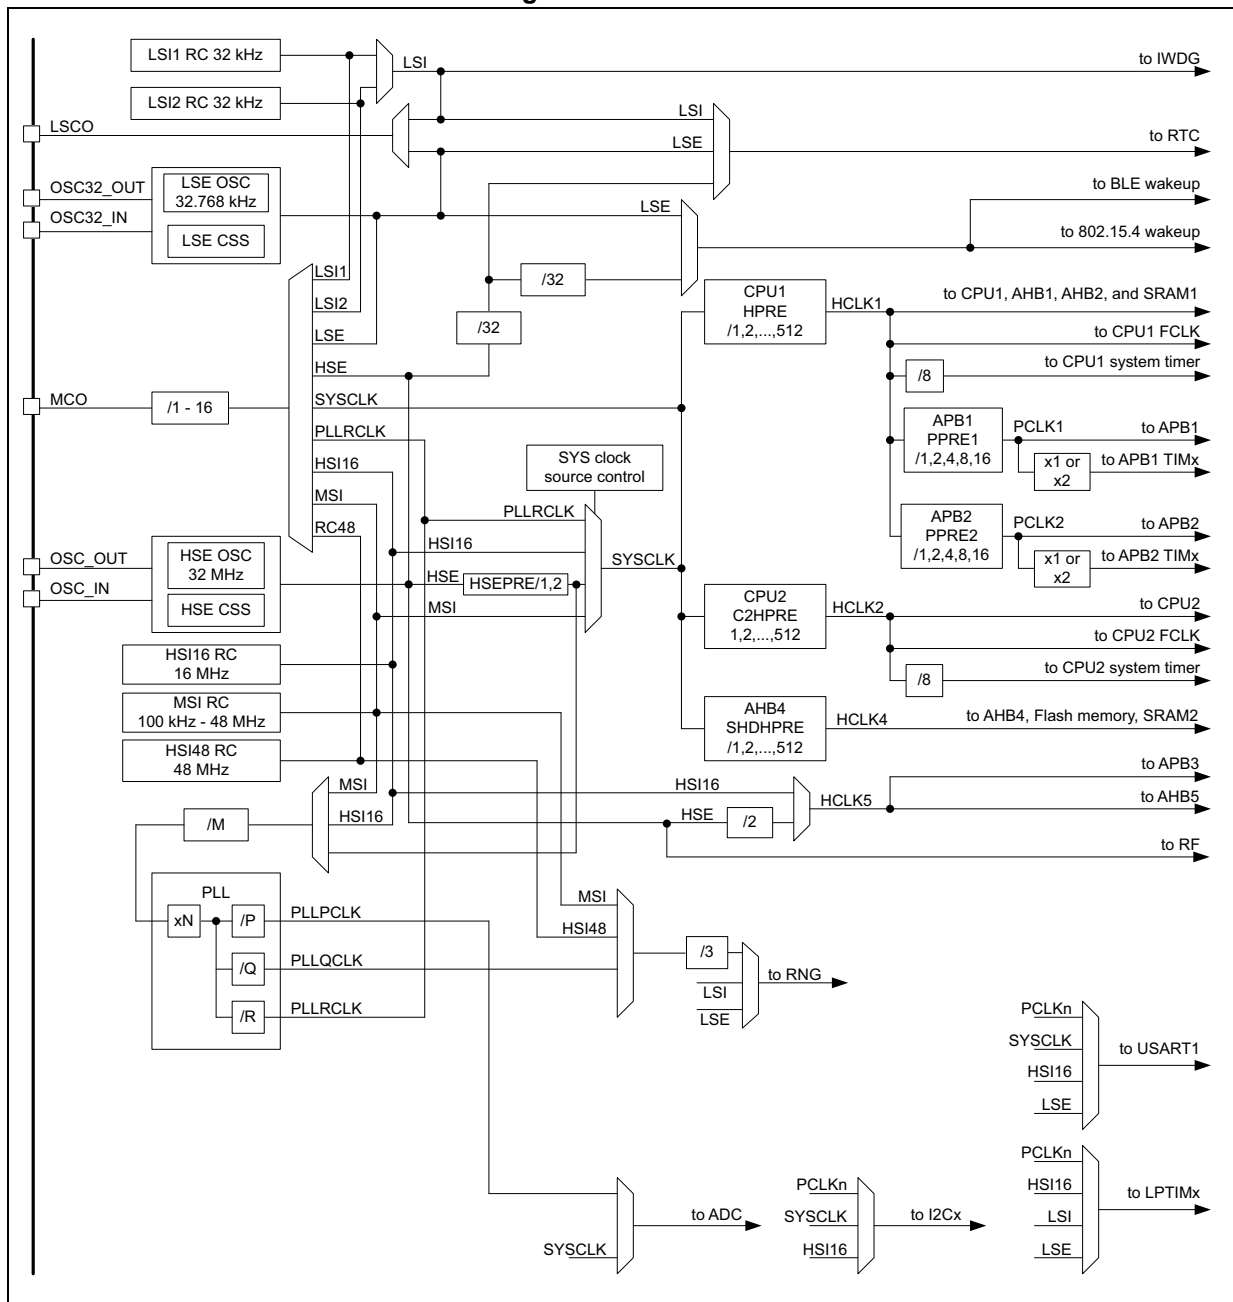 LSI1 RC 32 kHz
LSI
to IWDG
LSI2 RC 32 kHz
LSCO
LSI
LSE
to RTC
OSC32_OUT
OSC32_IN
LSE OSC
32.768 kHz
LSE CSS
LSE
to BLE wakeup
to 802.15.4 wakeup
/32
/32
LSI1
LSI2
LSE
HSE
SYSCLK
PLLRCLK
HSI16
MSI
RC48
MCO
/1 - 16
CPU1
HPRE
/1,2,...,512
HCLK1
to CPU1, AHB1, AHB2, and SRAM1
to CPU1 FCLK
to CPU1 system timer
/8
APB1
PPRE1
/1,2,4,8,16
PCLK1
to APB1
x1 or
x2
to APB1 TIMx
APB2
PPRE2
/1,2,4,8,16
PCLK2
to APB2
x1 or
x2
to APB2 TIMx
SYS clock
source control
PLLRCLK
HSI16
HSE
HSEPRE/1,2
MSI
SYSCLK
OSC_OUT
OSC_IN
HSE OSC
32 MHz
HSE CSS
CPU2
C2HPRE
1,2,...,512
HCLK2
to CPU2
to CPU2 FCLK
/8
to CPU2 system timer
HSI16 RC
16 MHz
MSI RC
100 kHz - 48 MHz
HSI48 RC
48 MHz
AHB4
SHDHPRE
/1,2,...,512
HCLK4
to AHB4, Flash memory, SRAM2
MSI
HSI16
/M
HSI16
HSE
/2
HCLK5
to APB3
to AHB5
to RF
PLL
xN
/P
/Q
/R
PLLPCLK
PLLQCLK
PLLRCLK
MSI
HSI48
/3
LSI
LSE
to RNG
PCLKn
SYSCLK
HSI16
LSE
to USART1
SYSCLK
to ADC
PCLKn
SYSCLK
HSI16
to I2Cx
PCLKn
HSI16
LSI
LSE
to LPTIMx